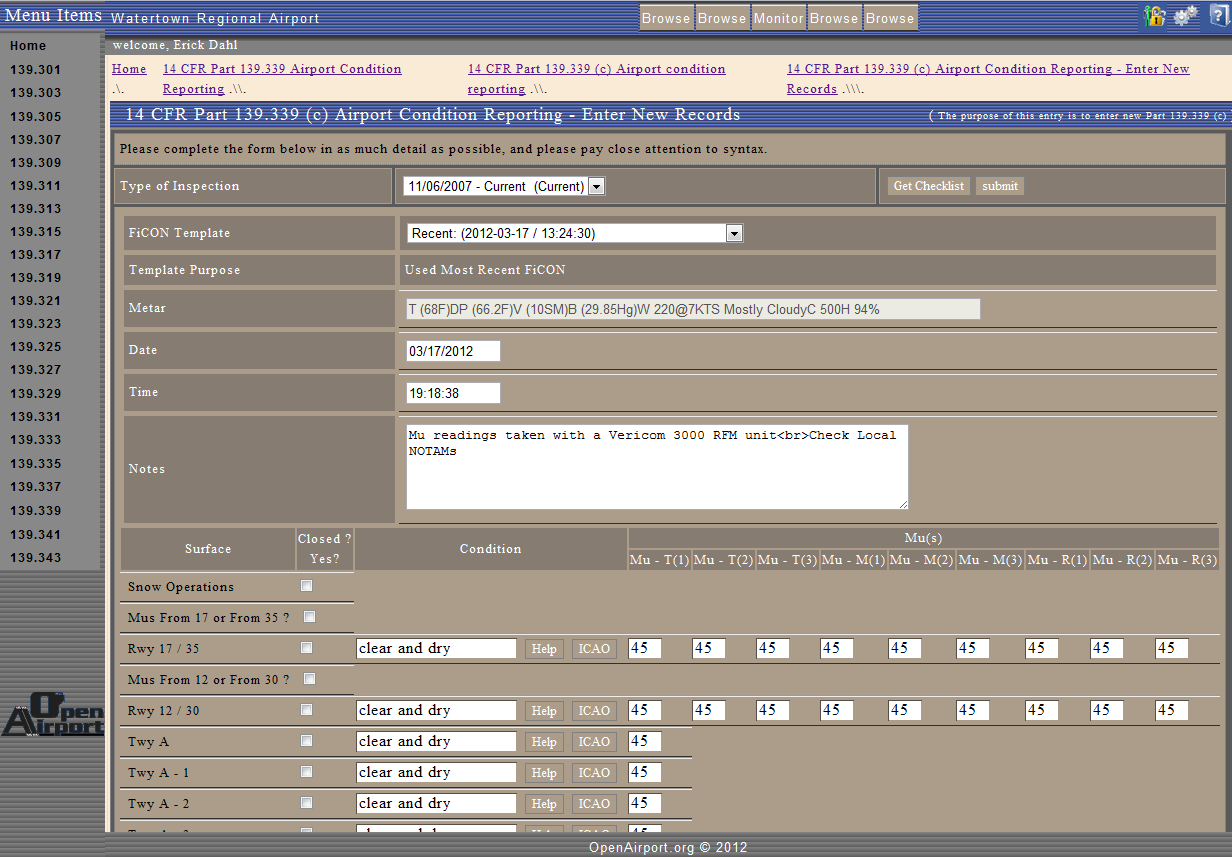 Menu Items Watertown Regional Airport Browse Browse Monitor Browse Browse
Home
139.301
139.303
139.305
139.307
139.309
139.311
139.313
139.315
139.317
139.319
139.321
139.323
139.325
139.327
139.329
139.331
139.333
139.335
139.337
139.339
139.341
139.343
Open
Airport
welcome, Erick Dahl
Home 14 CFR Part 139.339 Airport Condition 14 CFR Part 139.339 (c) Airport condition 14 CFR Part 139.339 (c) Airport Condition Reporting - Enter New
.\. Reporting .\\. reporting .\\. Records .\\\.
14 CFR Part 139.339 (c) Airport Condition Reporting - Enter New Records ( The purpose of this entry is to enter new Part 139.339 (c)
Please complete the form below in as much detail as possible, and please pay close attention to syntax.
Type of Inspection 11/06/2007 - Current (Current) Get Checklist submit
FiCON Template Recent: (2012-03-17 / 13:24:30)
Template Purpose Used Most Recent FiCON
Metar T (68F)DP (66.2F)V (10SM)B (29.85Hg)W 220@7KTS Mostly CloudyC 500H 94%
Date 03/17/2012
Time 19:18:38
Notes Mu readings taken with a Vericom 3000 RFM unit<br>Check Local
NOTAMs
Surface Closed ? Condition Mu(s)
Yes? Mu - T(1) Mu - T(2) Mu - T(3) Mu - M(1) Mu - M(2) Mu - M(3) Mu - R(1) Mu - R(2) Mu - R(3)
Snow Operations
Mus From 17 or From 35 ?
Rwy 17 / 35 clear and dry Help ICAO 45 45 45 45 45 45 45 45 45
Mus From 12 or From 30 ?
Rwy 12 / 30 clear and dry Help ICAO 45 45 45 45 45 45 45 45 45
Twy A clear and dry Help ICAO 45
Twy A - 1 clear and dry Help ICAO 45
Twy A - 2 clear and dry Help ICAO 45
OpenAirport.org © 2012